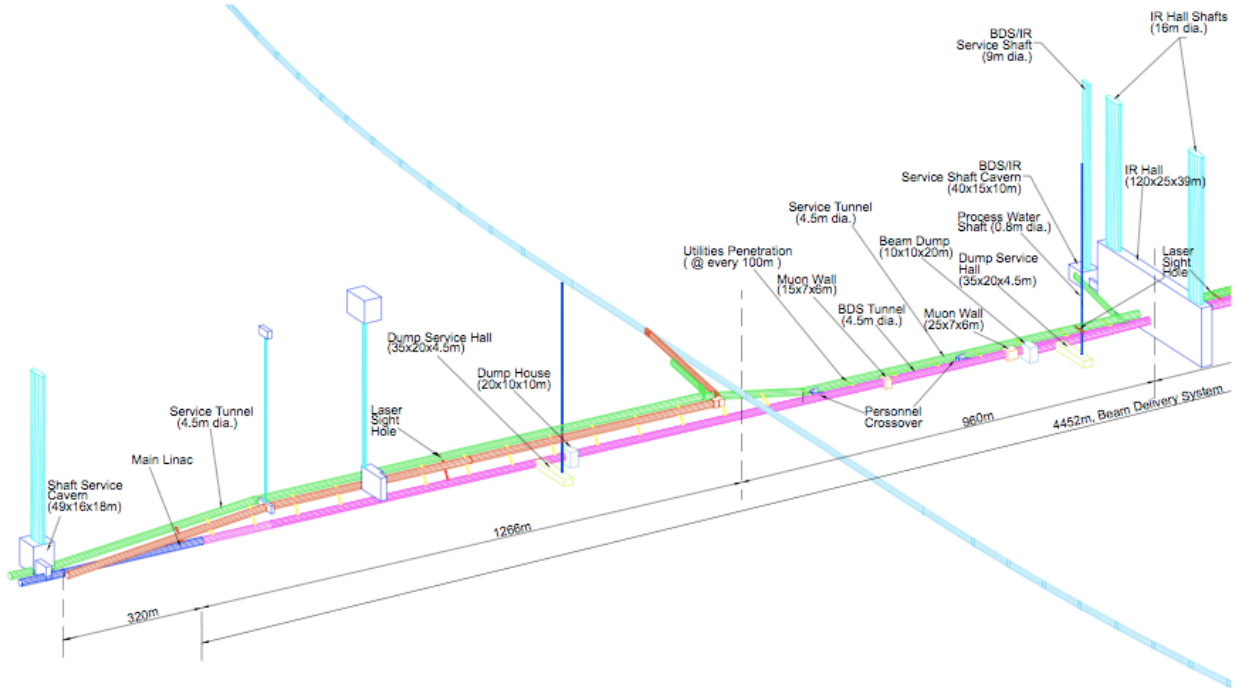 IR Hall Shafts
(16m dia.)
BDS/IR
Service Shaft
(9m dia.)
BDS/IR
Service Shaft Cavern
(40x15x10m)
IR Hall
(120x25x39m)
Service Tunnel
(4.5m dia.)
Process Water
Shaft (0.8m dia.)
Beam Dump
(10x10x20m)
Utilities Penetration
( @ every 100m )
Dump Service
Hall
(35x20x4.5m)
Laser
Sight
Hole
Muon Wall
(15x7x6m)
BDS Tunnel
(4.5m dia.)
Muon Wall
(25x7x6m)
Dump Service Hall
(35x20x4.5m)
Dump House
(20x10x10m)
Laser
Sight
Hole
Service Tunnel
(4.5m dia.)
Main Linac
Shaft Service
Cavern
(49x16x18m)
Personnel
Crossover
960m
4452m, Beam Delivery System
1266m
320m